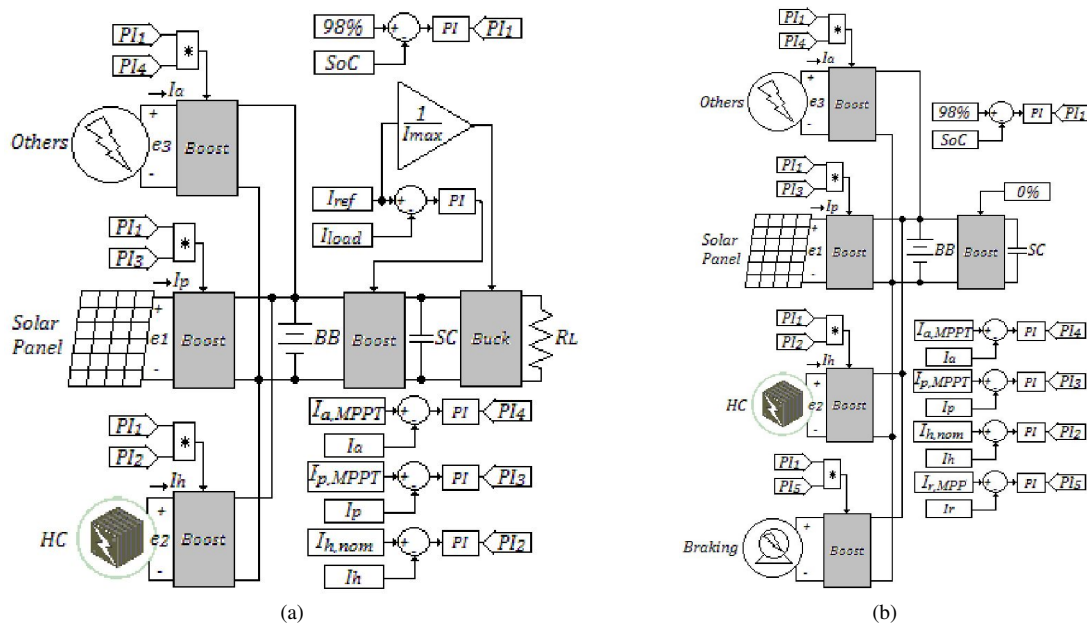 PI1
PI4
*
Ia
Others
+
e3
-
Boost
98%
SoC
+
-
PI
PI1
1
Imax
Iref
Iload
+
-
PI
PI1
PI3
*
Ip
Solar
Panel
+
e1
-
Boost
BB
Boost
SC
Buck
RL
PI1
PI2
*
Ih
HC
+
e2
-
Boost
Ia,MPPT
+
-
PI
PI4
Ia
Ip,MPPT
+
-
PI
PI3
Ip
Ih,nom
+
-
PI
PI2
Ih
(a)
PI1
PI4
*
Ia
Others
+
e3
-
Boost
98%
SoC
+
-
PI
PI1
PI1
PI3
*
Ip
Solar
Panel
+
e1
-
Boost
BB
Boost
0%
SC
PI1
PI2
*
Ih
HC
+
e2
-
Boost
Ia,MPPT
+
-
PI
PI4
Ia
Ip,MPPT
+
-
PI
PI3
Ip
Ih,nom
+
-
PI
PI2
Ih
Ir,MPP
+
-
PI
PI5
Ir
PI1
PI5
*
Braking
+
-
Boost
(b)